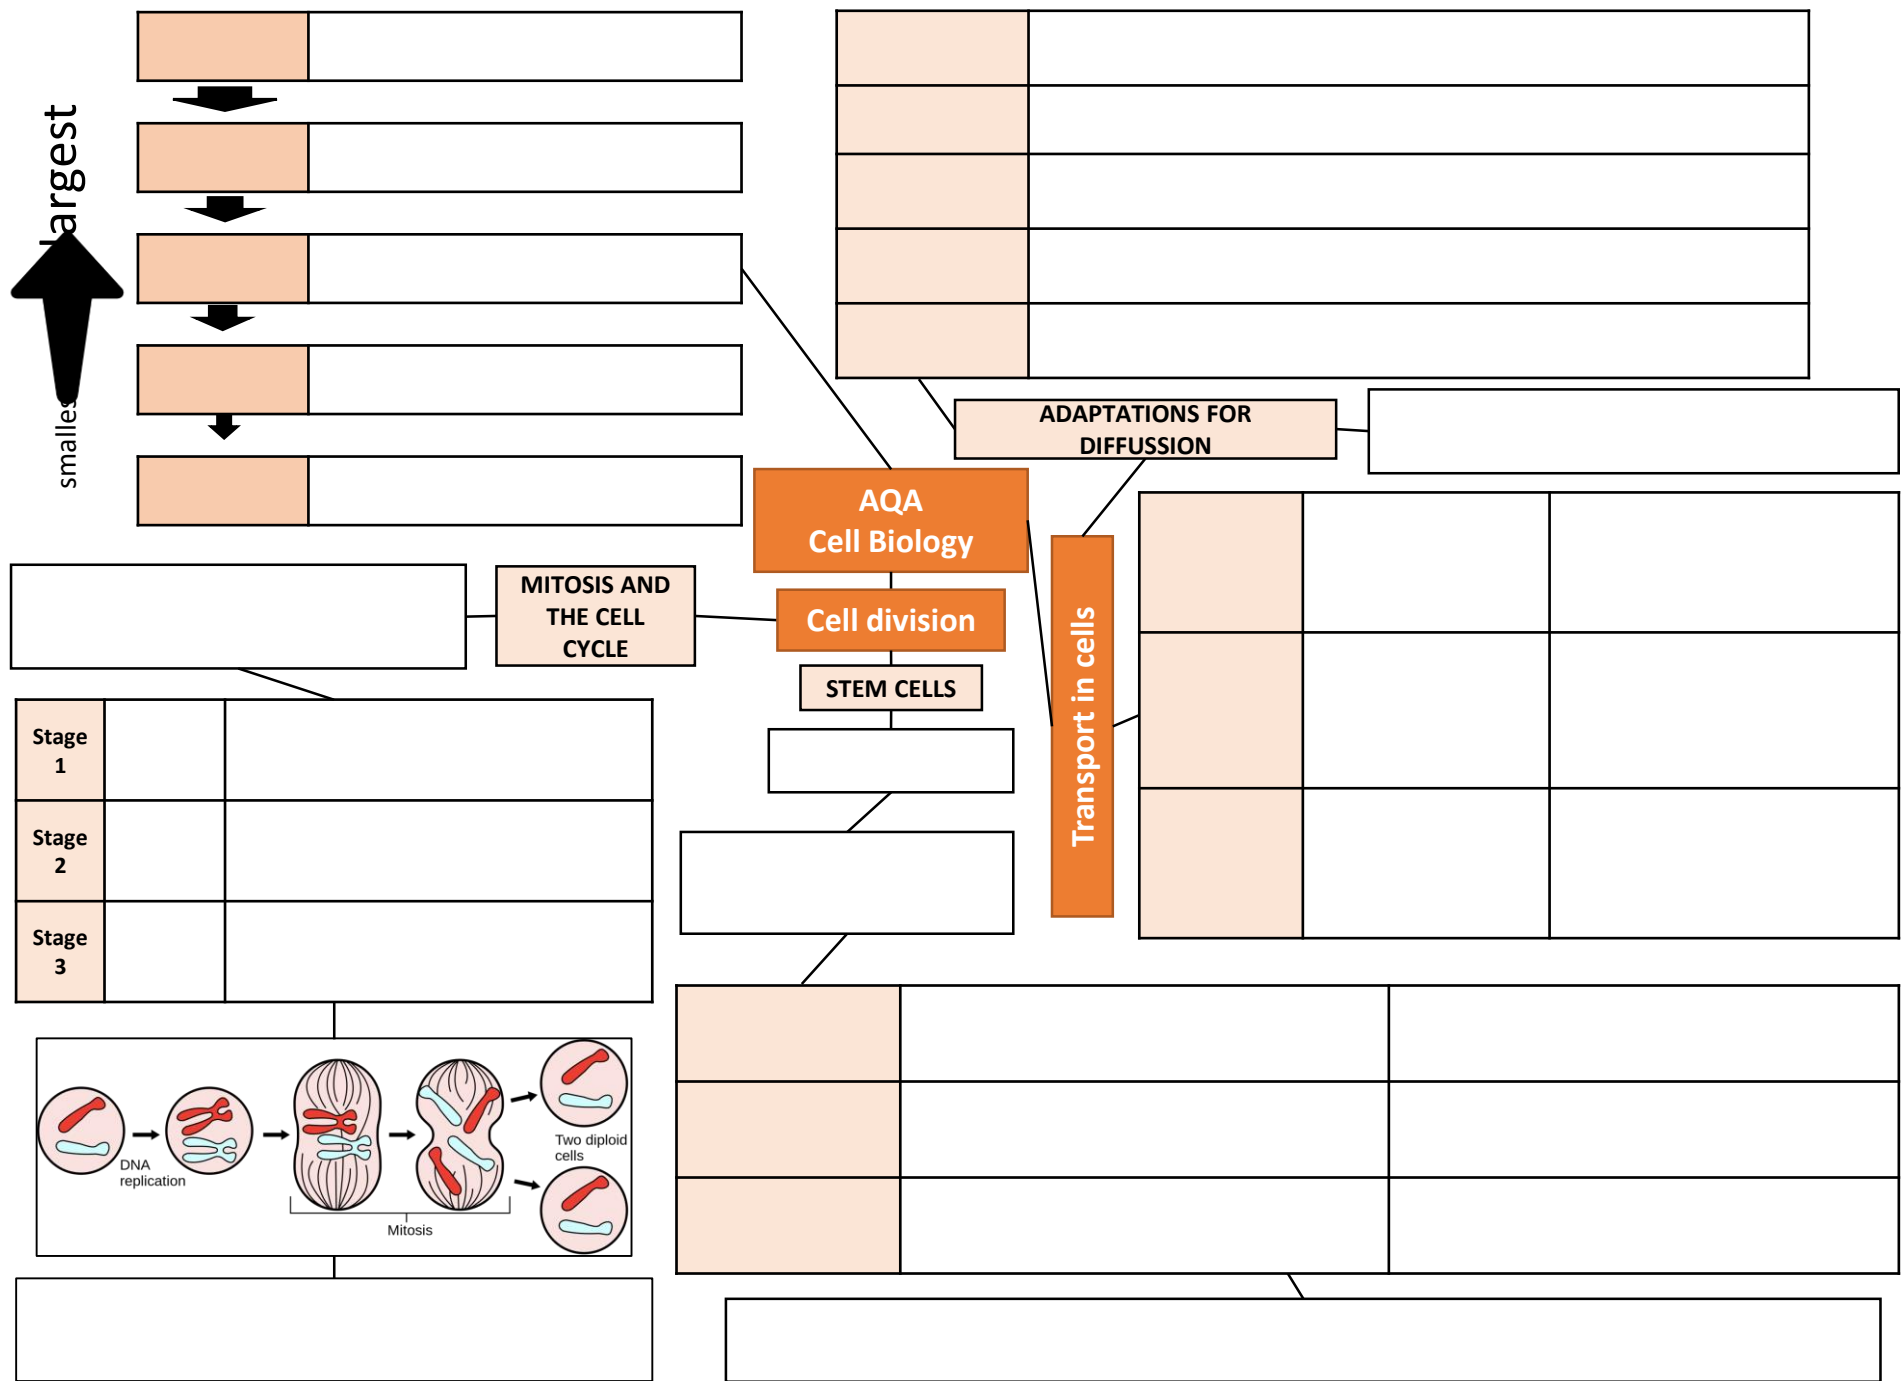 largest
smalles
ADAPTATIONS FOR
DIFFUSSION
AQA
Cell Biology
MITOSIS AND
THE CELL
CYCLE
Cell division
STEM CELLS
Transport in cells
Stage
1
Stage
2
Stage
3
DNA
replication
Mitosis
Two diploid
cells